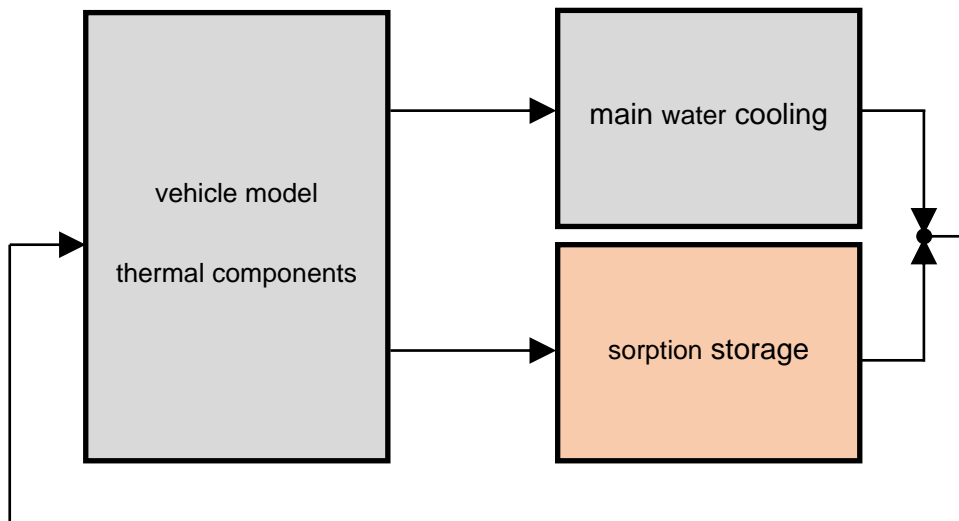 vehicle model
thermal components
main water cooling
sorption storage